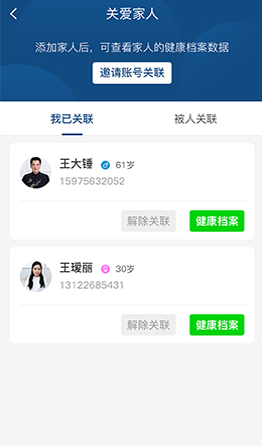 关爱家人
添加家人后，可查看家人的健康档案数据
邀请账号关联
我已关联 被人关联
王大锤 61岁
15975632052
解除关联 健康档案
王瑷丽 30岁
13122685431
解除关联 健康档案